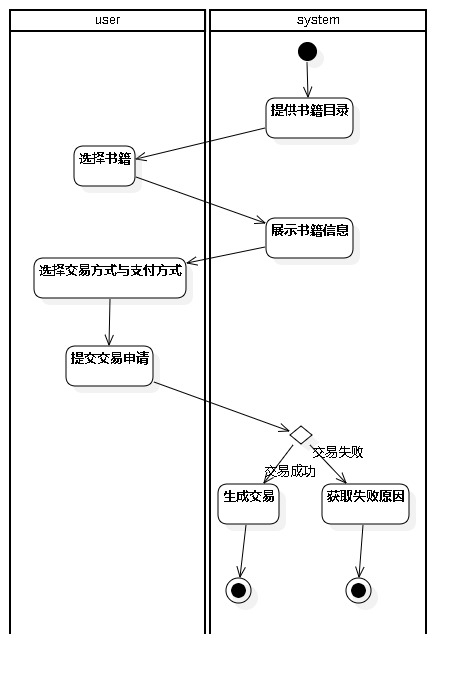 user
system
提供书籍目录
选择书籍
展示书籍信息
选择交易方式与支付方式
提交交易申请
交易失败
交易成功
生成交易
获取失败原因